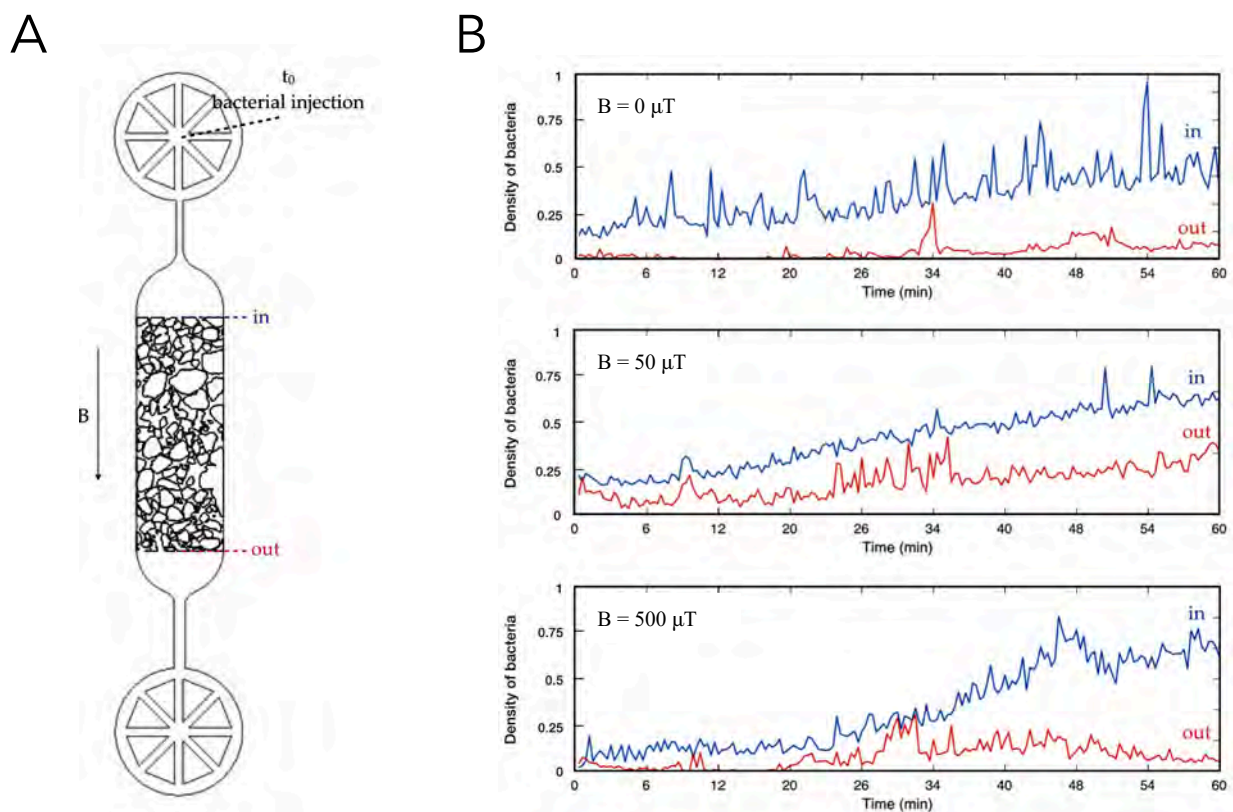 A
t0
bacterial injection
in
B
out
B
B = 0 μT
in
out
Density of bacteria
1
0.75
0.5
0.25
0
0 6 12 20 26 34 40 48 54 60
Time (min)
B = 50 μT
in
out
Density of bacteria
1
0.75
0.5
0.25
0
0 6 12 20 26 34 40 48 54 60
Time (min)
B = 500 μT
in
out
Density of bacteria
1
0.75
0.5
0.25
0
0 6 12 20 26 34 40 48 54 60
Time (min)